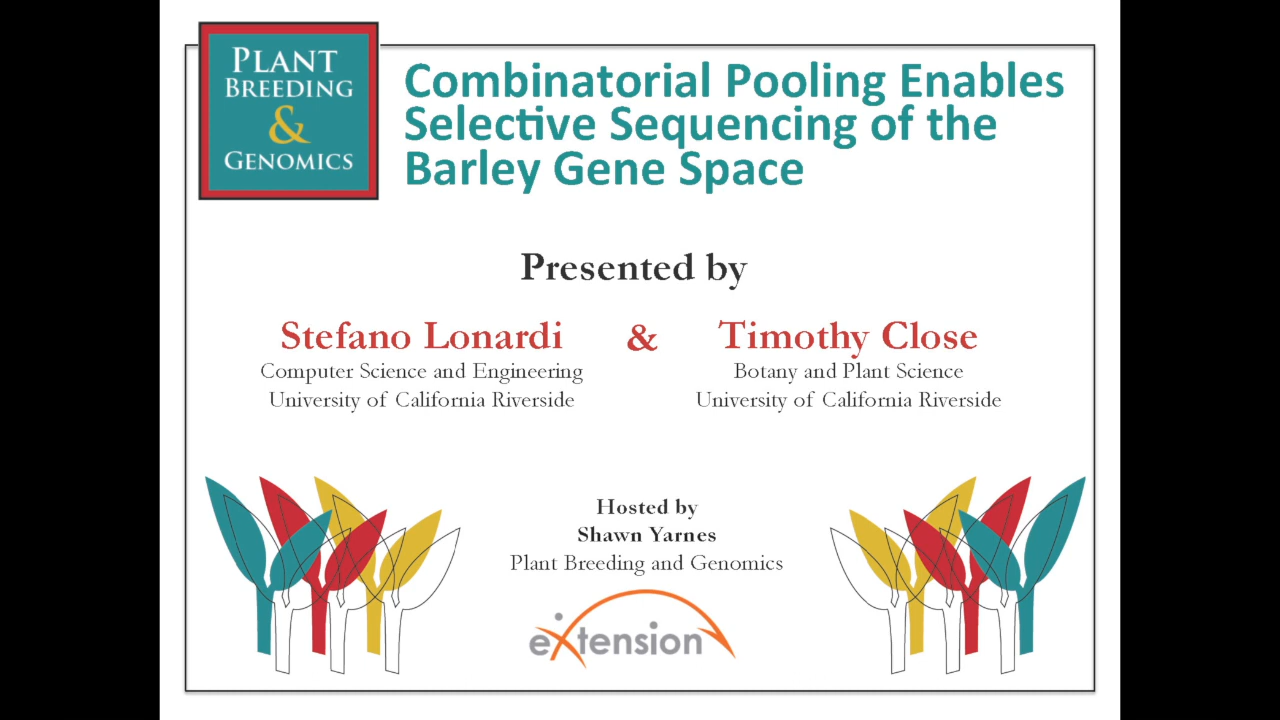 PLANT
BREEDING
&
GENOMICS
Combinatorial Pooling Enables
Selective Sequencing of the
Barley Gene Space
Presented by
Stefano Lonardi & Timothy Close
Computer Science and Engineering Botany and Plant Science
University of California Riverside University of California Riverside
Hosted by
Shawn Yarnes
Plant Breeding and Genomics
eXtension